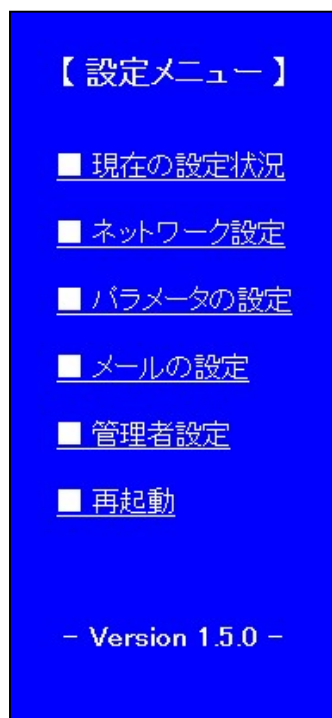 【 設定メニュー 】
■ 現在の設定状況
■ ネットワーク設定
■ パラメータの設定
■ メールの設定
■ 管理者設定
■ 再起動
− Version 1.5.0 −